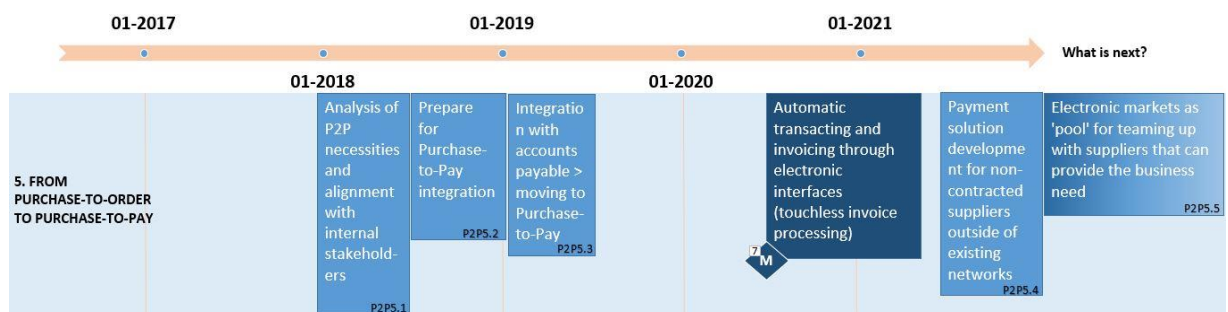 01-2017
01-2019
01-2021
What is next?
01-2018
01-2020
5. FROM
PURCHASE-TO-ORDER
TO PURCHASE-TO-PAY
Analysis of
P2P
necessities
and
alignment
with
internal
stakehold-
ers
P2P5.1
Prepare
for
Purchase-
to-Pay
integration
P2P5.2
Integratio
n with
accounts
payable >
moving to
Purchase-
to-Pay
P2P5.3
7
M
Automatic
transacting and
invoicing through
electronic
interfaces
(touchless invoice
processing)
Payment
solution
developme
nt for non-
contracted
suppliers
outside of
existing
networks
P2P5.4
Electronic markets as
'pool' for teaming up
with suppliers that can
provide the business
need
P2P5.5